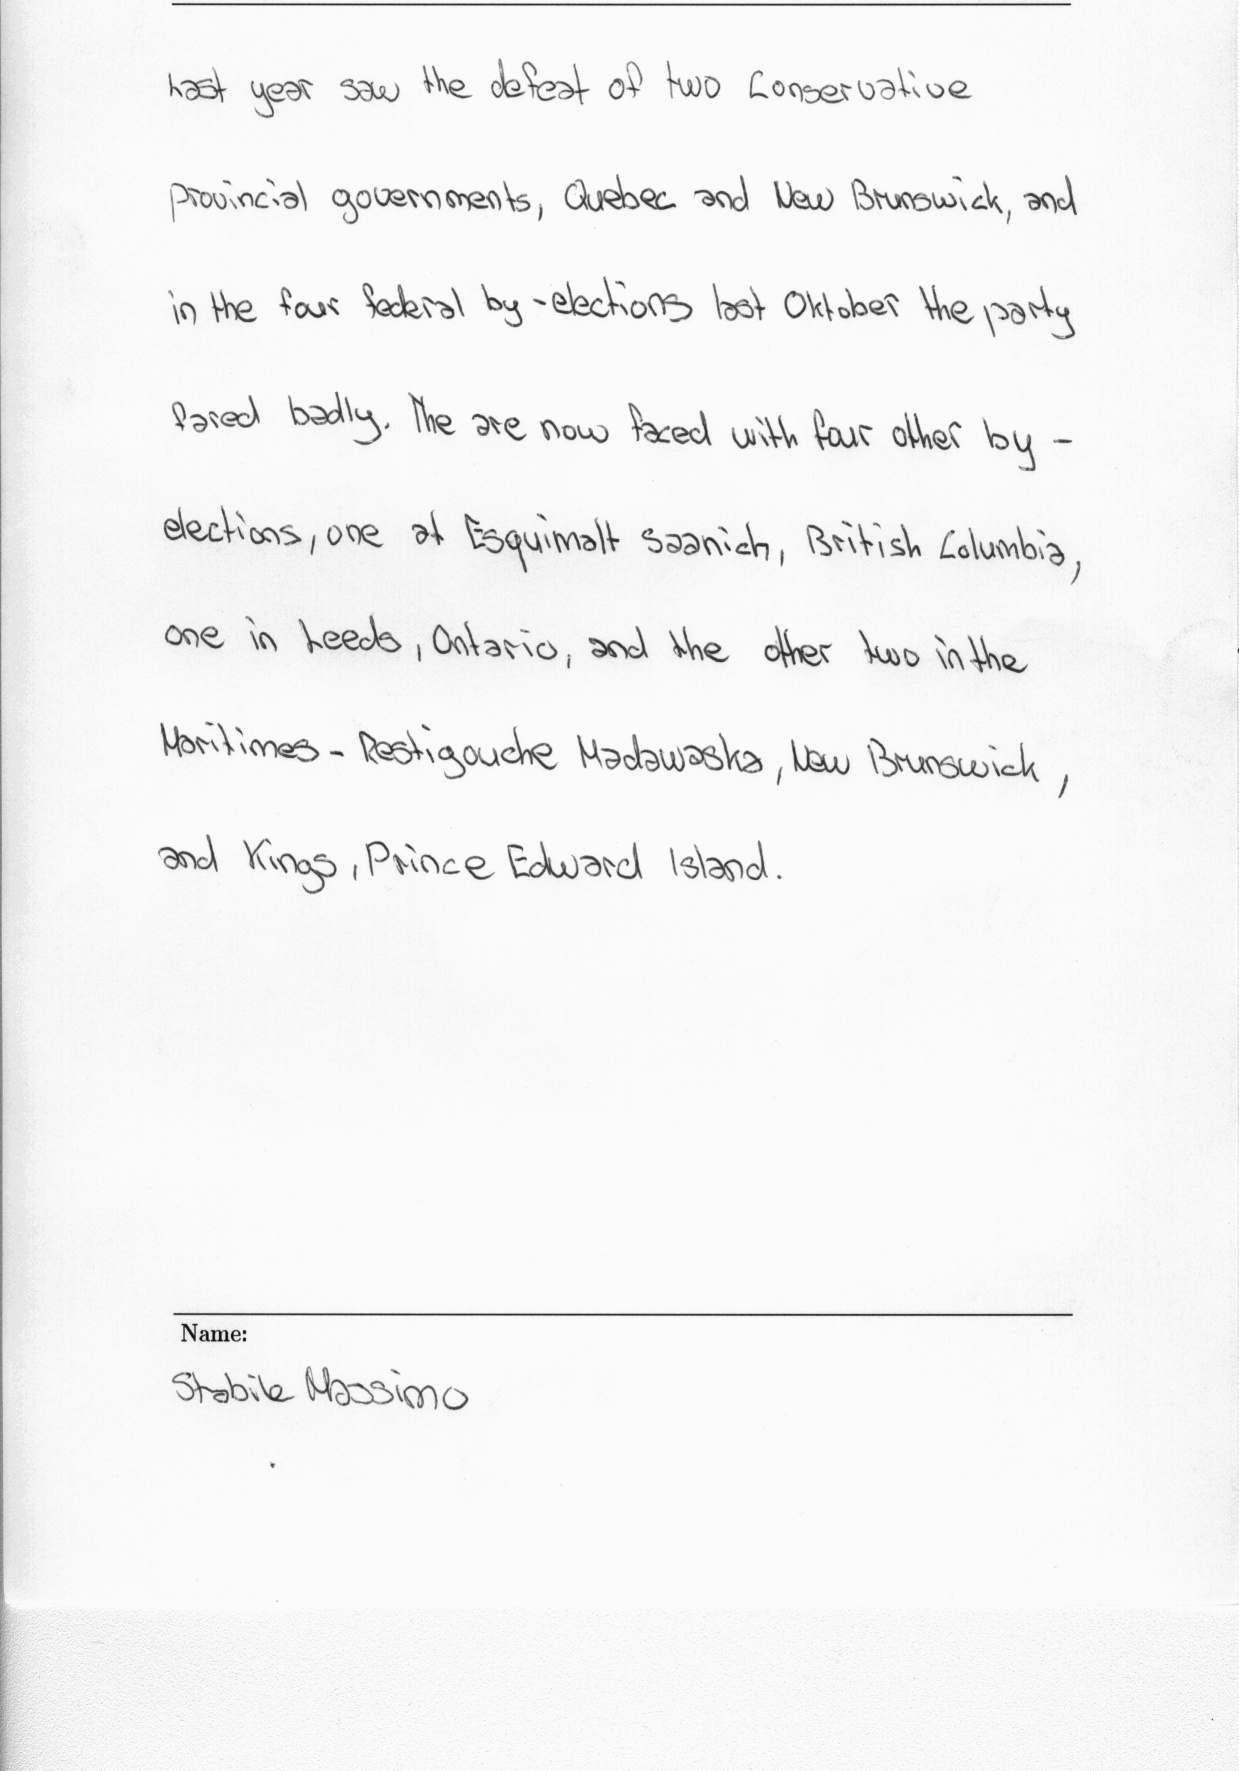 Last year saw the defeat of two Conservative
Provincial governments, Quebec and New Brunswick, and
in the four federal by-elections last Oktober the party
fared badly. The are now faced with four other by-
elections, one at Esquimalt Saanich, British Columbia,
one in Leeds, Ontario, and the other two in the
Maritimes - Restigouche Madawaska, New Brunswick,
and Kings, Prince Edward Island.
Name:
Stabile Massimo